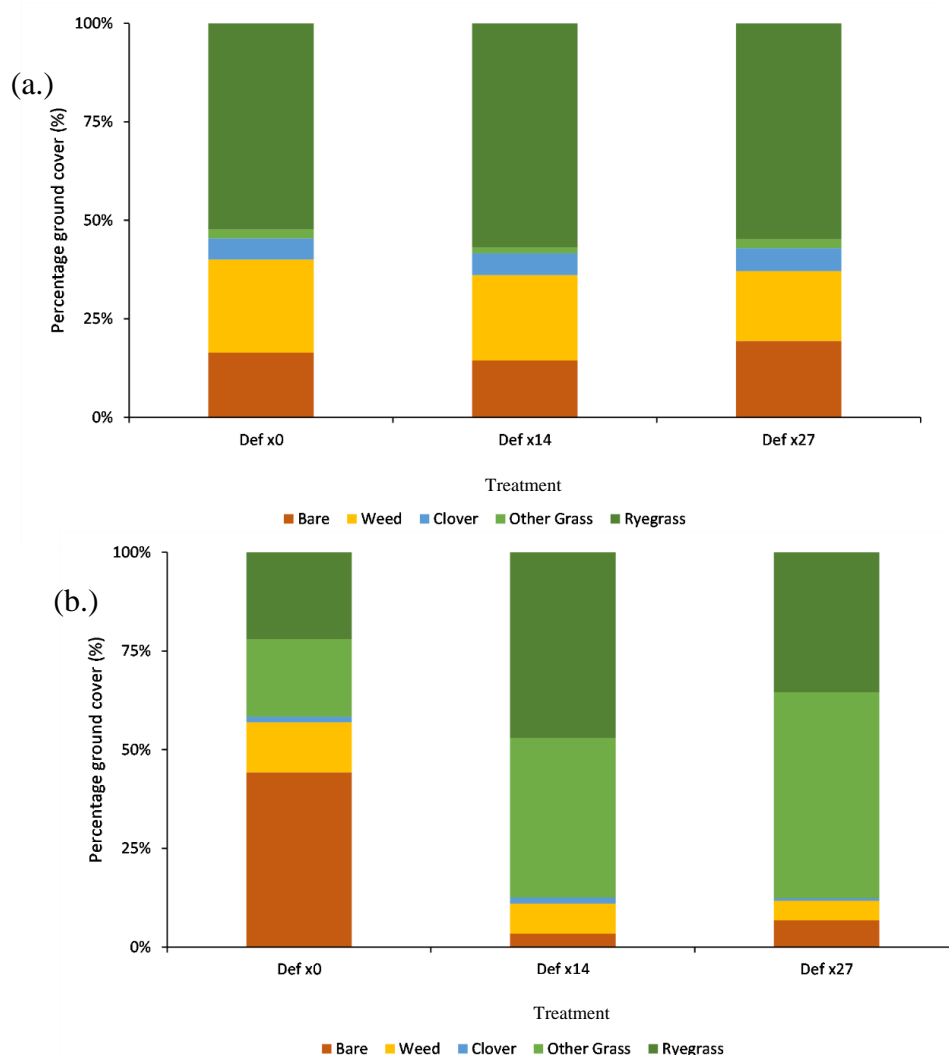 (a.)
Percentage ground cover (%)
100%
75%
50%
25%
0%
Def x0 Def x14 Def x27
Treatment
Bare Weed Clover Other Grass Ryegrass
(b.)
Percentage ground cover (%)
100%
75%
50%
25%
0%
Def x0 Def x14 Def x27
Treatment
Bare Weed Clover Other Grass Ryegrass